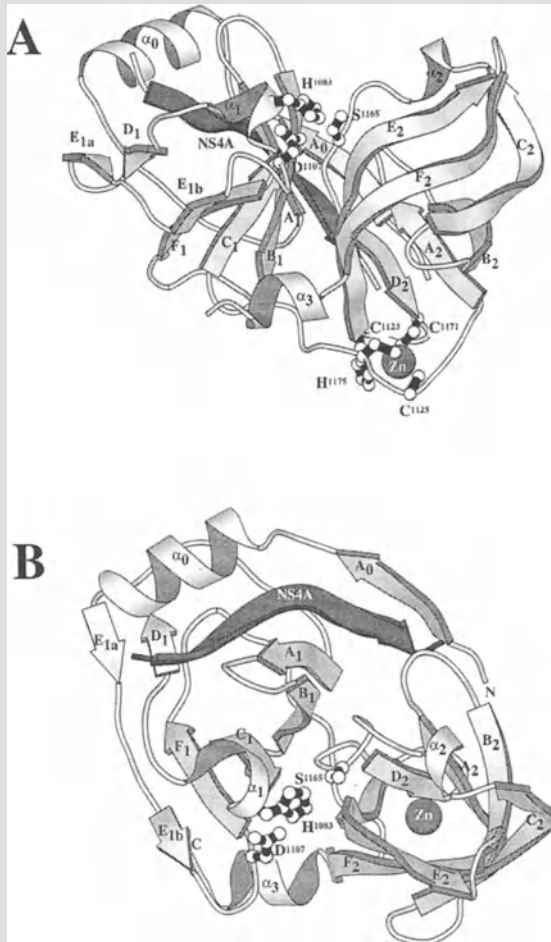 A
α0
H1083
α2
α1
S1165
E2
D1
E1a
A0
C2
NS4A
D1107
F2
E1b
A1
F1
C1
B1
A2
B2
D2
α3
C1123
C1171
Zn
H1175
C1125
B
α0
A0
NS4A
E1a
D1
A1
N
B1
B2
F1
C1
α2
S1165
D2
A2
α1
Zn
C2
E1b
C
H1083
D1107
F2
E2
α3